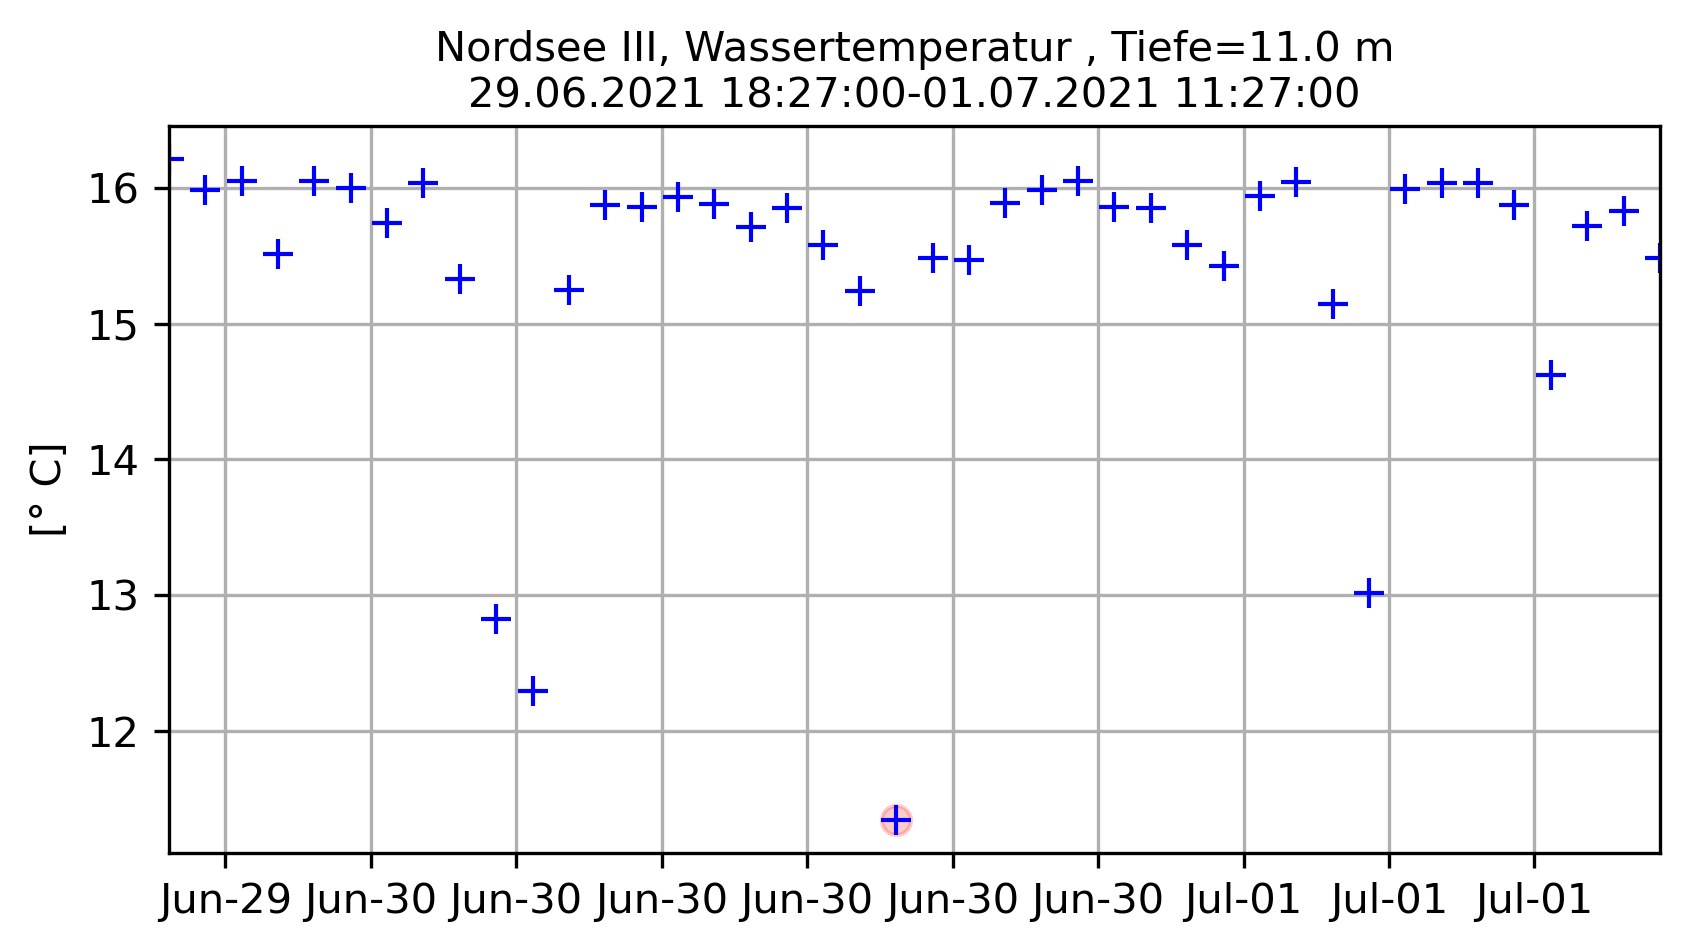 Nordsee III, Wassertemperatur , Tiefe=11.0 m
29.06.2021 18:27:00-01.07.2021 11:27:00
[° C]
16
15
14
13
12
Jun-29 Jun-30 Jun-30 Jun-30 Jun-30 Jun-30 Jun-30 Jul-01 Jul-01 Jul-01